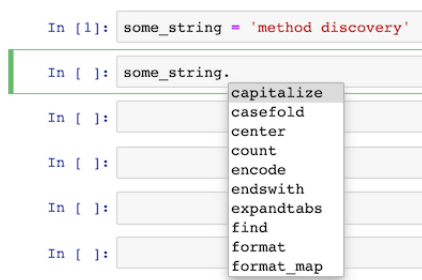 In [1]: some_string = 'method discovery'
In [ ]: some_string.
capitalize
casefold
In [ ]:
center
count
In [ ]:
encode
endswith
In [ ]:
expandtabs
find
In [ ]:
format
format_map